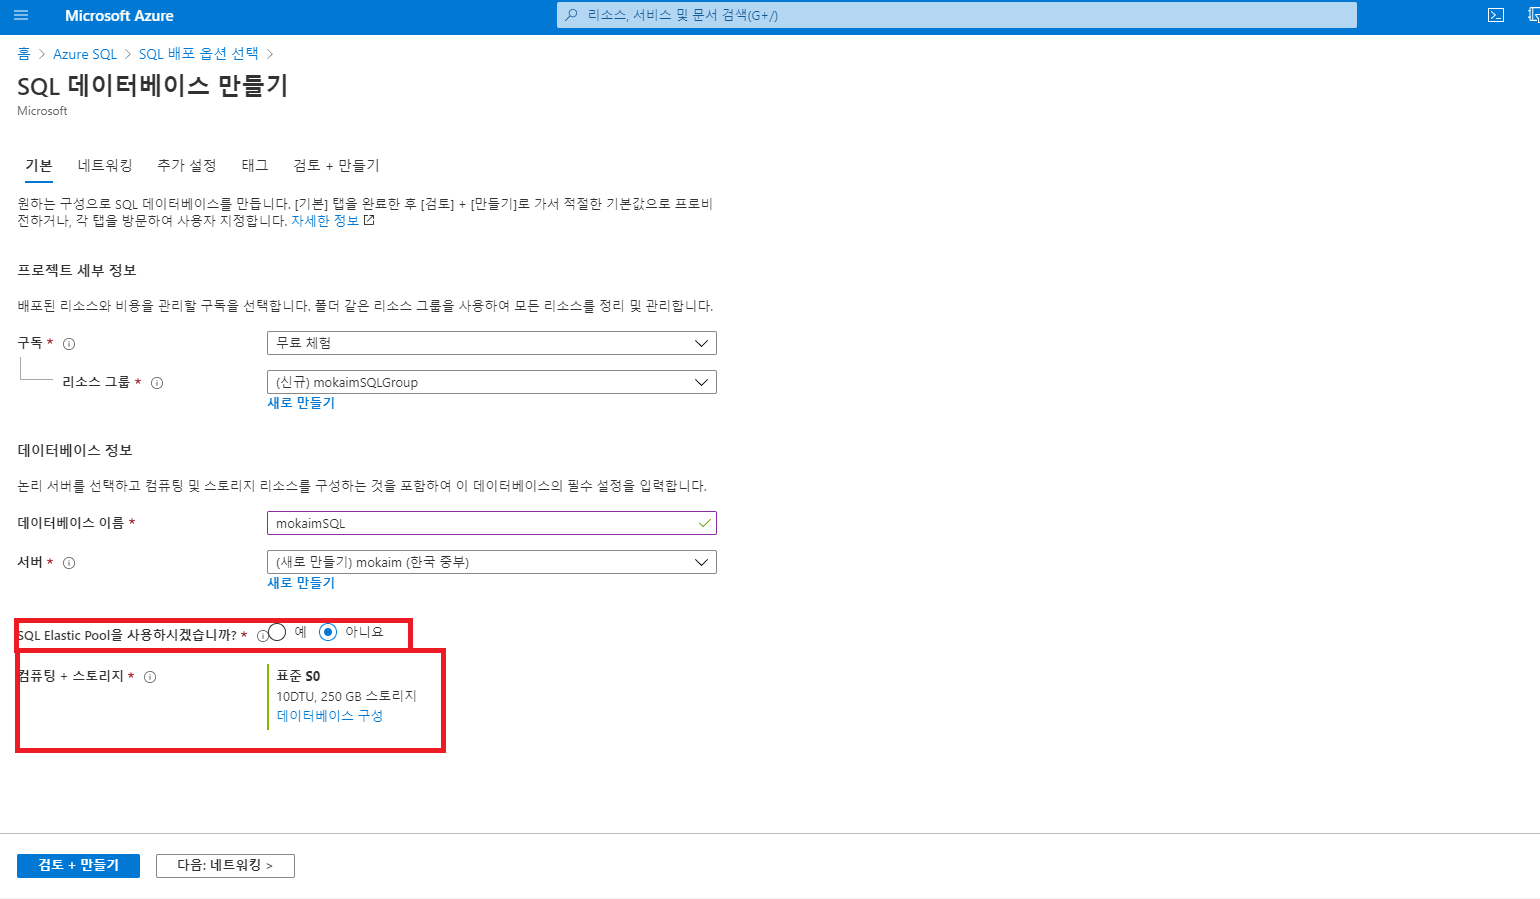 Microsoft Azure
리소스, 서비스 및 문서 검색(G+/)
홈 > Azure SQL > SQL 배포 옵션 선택 >
SQL 데이터베이스 만들기
Microsoft
기본 네트워킹 추가 설정 태그 검토 + 만들기
원하는 구성으로 SQL 데이터베이스를 만듭니다. [기본] 탭을 완료한 후 [검토] + [만들기]로 가서 적절한 기본값으로 프로비
전하거나, 각 탭을 방문하여 사용자 지정합니다. 자세한 정보
프로젝트 세부 정보
배포된 리소스와 비용을 관리할 구독을 선택합니다. 폴더 같은 리소스 그룹을 사용하여 모든 리소스를 정리 및 관리합니다.
구독 * 무료 체험
리소스 그룹 * (신규) mokaimSQLGroup
새로 만들기
데이터베이스 정보
논리 서버를 선택하고 컴퓨팅 및 스토리지 리소스를 구성하는 것을 포함하여 이 데이터베이스의 필수 설정을 입력합니다.
데이터베이스 이름 * mokaimSQL
서버 * (새로 만들기) mokaim (한국 중부)
새로 만들기
SQL Elastic Pool을 사용하시겠습니까? * 예 아니요
컴퓨팅 + 스토리지 * 표준 S0
10DTU, 250 GB 스토리지
데이터베이스 구성
검토 + 만들기 다음: 네트워킹 >